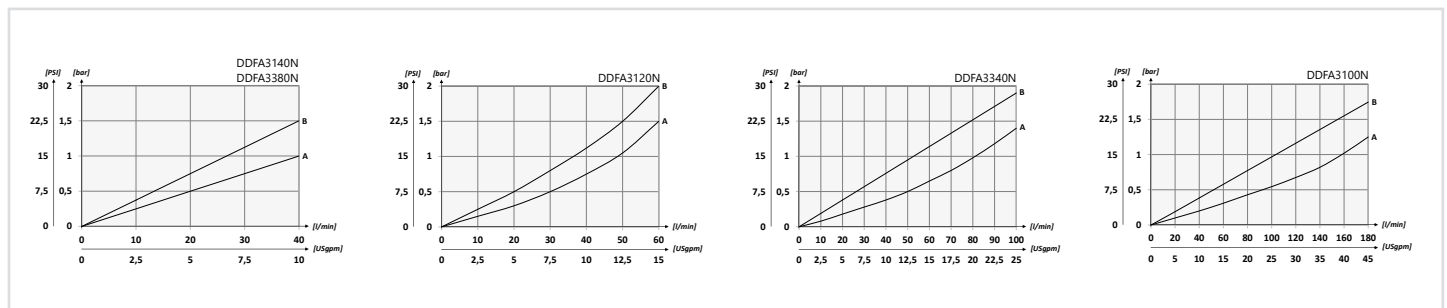 DDFA3140N
DDFA3380N
[PSI] [bar]
30 2
B
22,5 1,5
15 1 A
7,5 0,5
0 0 [l/min]
0 10 20 30 40
[USgpm]
0 2,5 5 7,5 10
DDFA3120N
[PSI] [bar]
30 2 B
22,5 1,5 A
15 1
7,5 0,5
0 0 [l/min]
0 10 20 30 40 50 60
[USgpm]
0 2,5 5 7,5 10 12,5 15
DDFA3340N
[PSI] [bar]
30 2
B
22,5 1,5
A
15 1
7,5 0,5
0 0 [l/min]
0 10 20 30 40 50 60 70 80 90 100
[USgpm]
0 2,5 5 7,5 10 12,5 15 17,5 20 22,5 25
DDFA3100N
[PSI] [bar]
30 2
B
22,5 1,5
A
15 1
7,5 0,5
0 0 [l/min]
0 20 40 60 80 100 120 140 160 180
[USgpm]
0 5 10 15 20 25 30 35 40 45